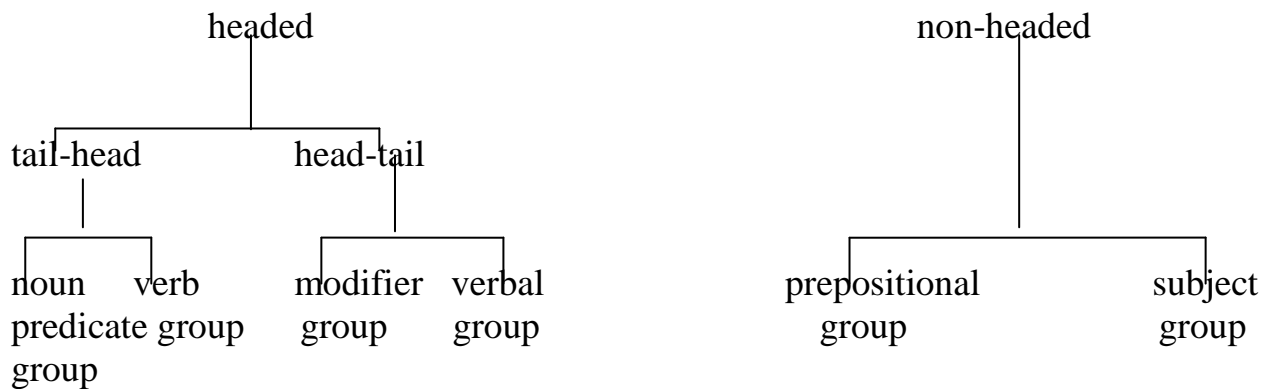 headed non-headed
tail-head head-tail
noun verb modifier verbal prepositional subject
predicate group group group group group
group